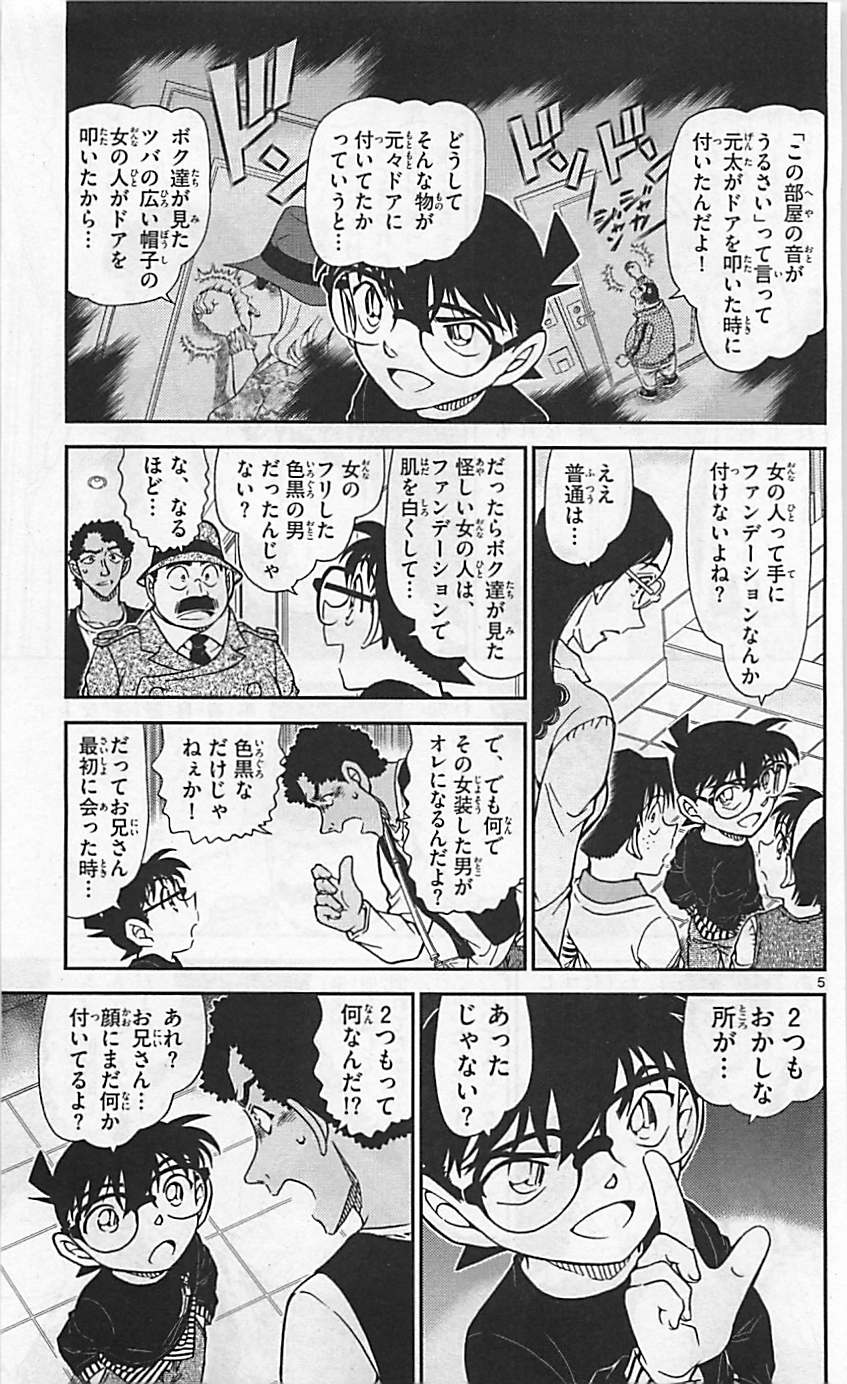 「この部屋の音が
うるさい」って言って
元太がドアを叩いた時に
付いたんだよ!
ドンドン
ジャカ
ジャーン
どうして
そんな物が
元々ドアに
付いてたか
っていうと…
ドンドン
ボク達が見た
ツバの広い帽子の
女の人がドアを
叩いたから…
女の人って手に
ファンデーションなんか
付けないよね?
ええ
普通は…
だったらボク達が見た
怪しい女の人は、
ファンデーションで
肌を白くして…
女の
フリした
色黒の男
だったんじゃ
ない?
な、なる
ほど…
で、でも何で
その女装した男が
オレになるんだよ?
色黒な
だけじゃ
ねぇか!
だってお兄さん
最初に会った時…
5
2つも
おかしな
所が…
あった
じゃない?
2つもって
何なんだ!?
あれ?
お兄さん…
顔にまだ何か
付いてるよ?